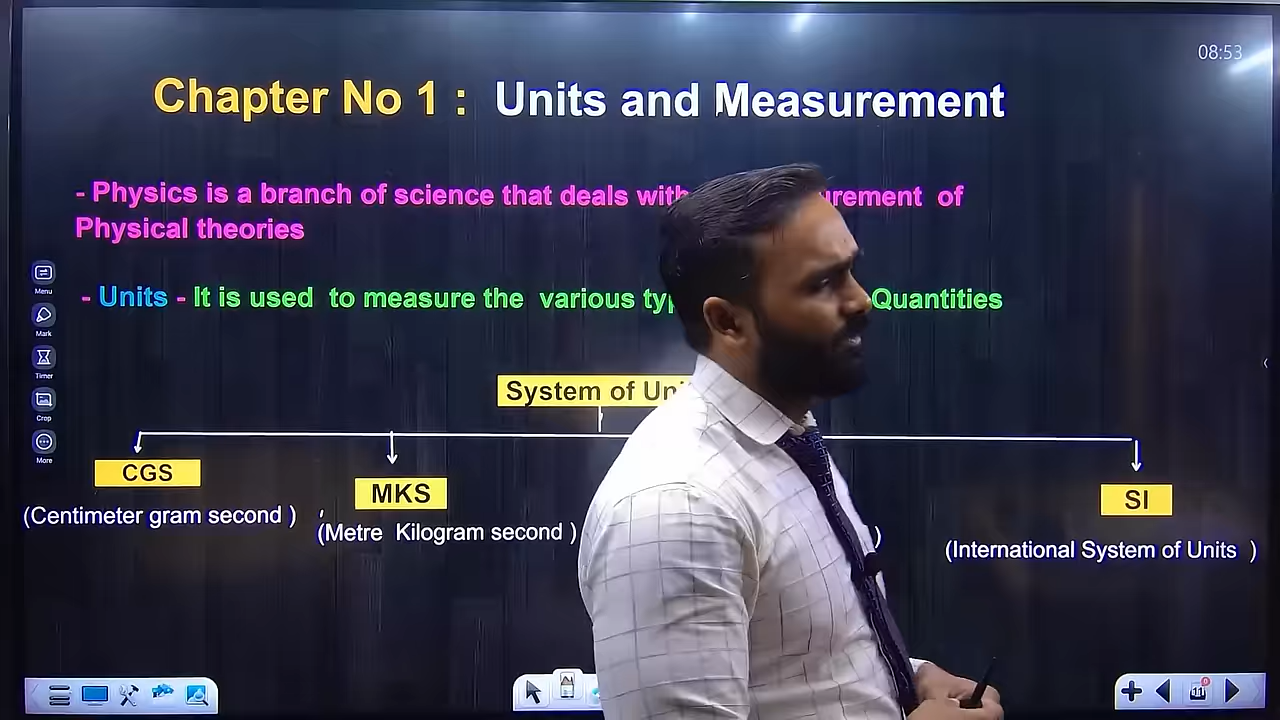 08:53
Chapter No 1 : Units and Measurement
- Physics is a branch of science that deals with urement of
Physical theories
- Units - It is used to measure the various Quantities
System of
CGS
MKS
SI
(Centimeter gram second )
(Metre Kilogram second )
)
(International System of Units )
Menu
Mark
Timer
Crop
More